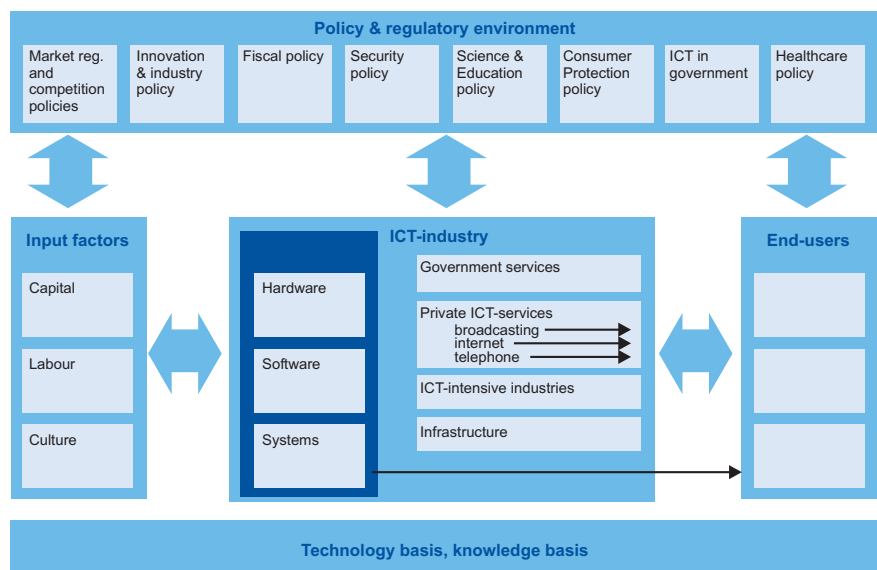 Policy & regulatory environment
Market reg.
and
competition
policies
Innovation
& industry
policy
Fiscal policy
Security
policy
Science &
Education
policy
Consumer
Protection
policy
ICT in
government
Healthcare
policy
Input factors
Capital
Labour
Culture
ICT-industry
Hardware
Software
Systems
Government services
Private ICT-services
broadcasting
internet
telephone
ICT-intensive industries
Infrastructure
End-users
Technology basis, knowledge basis